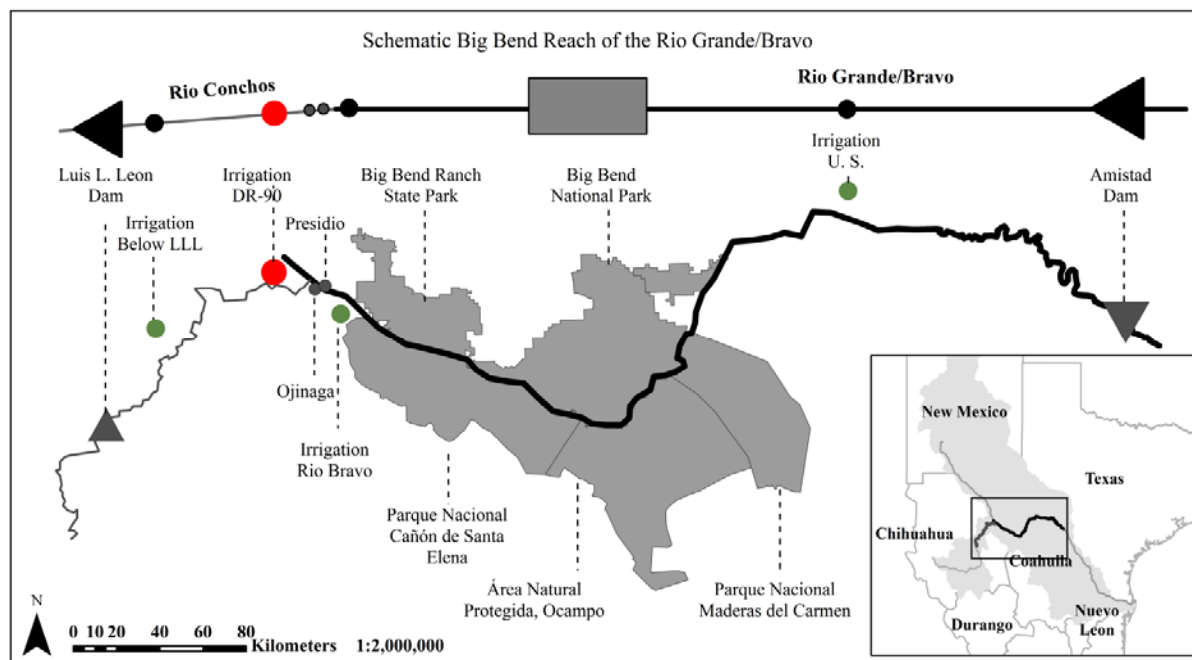 Schematic Big Bend Reach of the Rio Grande/Bravo
Rio Conchos
Rio Grande/Bravo
Luis L. Leon
Dam
Irrigation
Below LLL
Irrigation
DR-90
Presidio
Big Bend Ranch
State Park
Big Bend
National Park
Irrigation
U. S.
Amistad
Dam
Ojinaga
Irrigation
Rio Bravo
Parque Nacional
Cañón de Santa
Elena
Área Natural
Protegida, Ocampo
Parque Nacional
Maderas del Carmen
New Mexico
Texas
Chihuahua
Coahulla
Durango
Nuevo
Leon
N
0 10 20 40 60 80
Kilometers 1:2,000,000